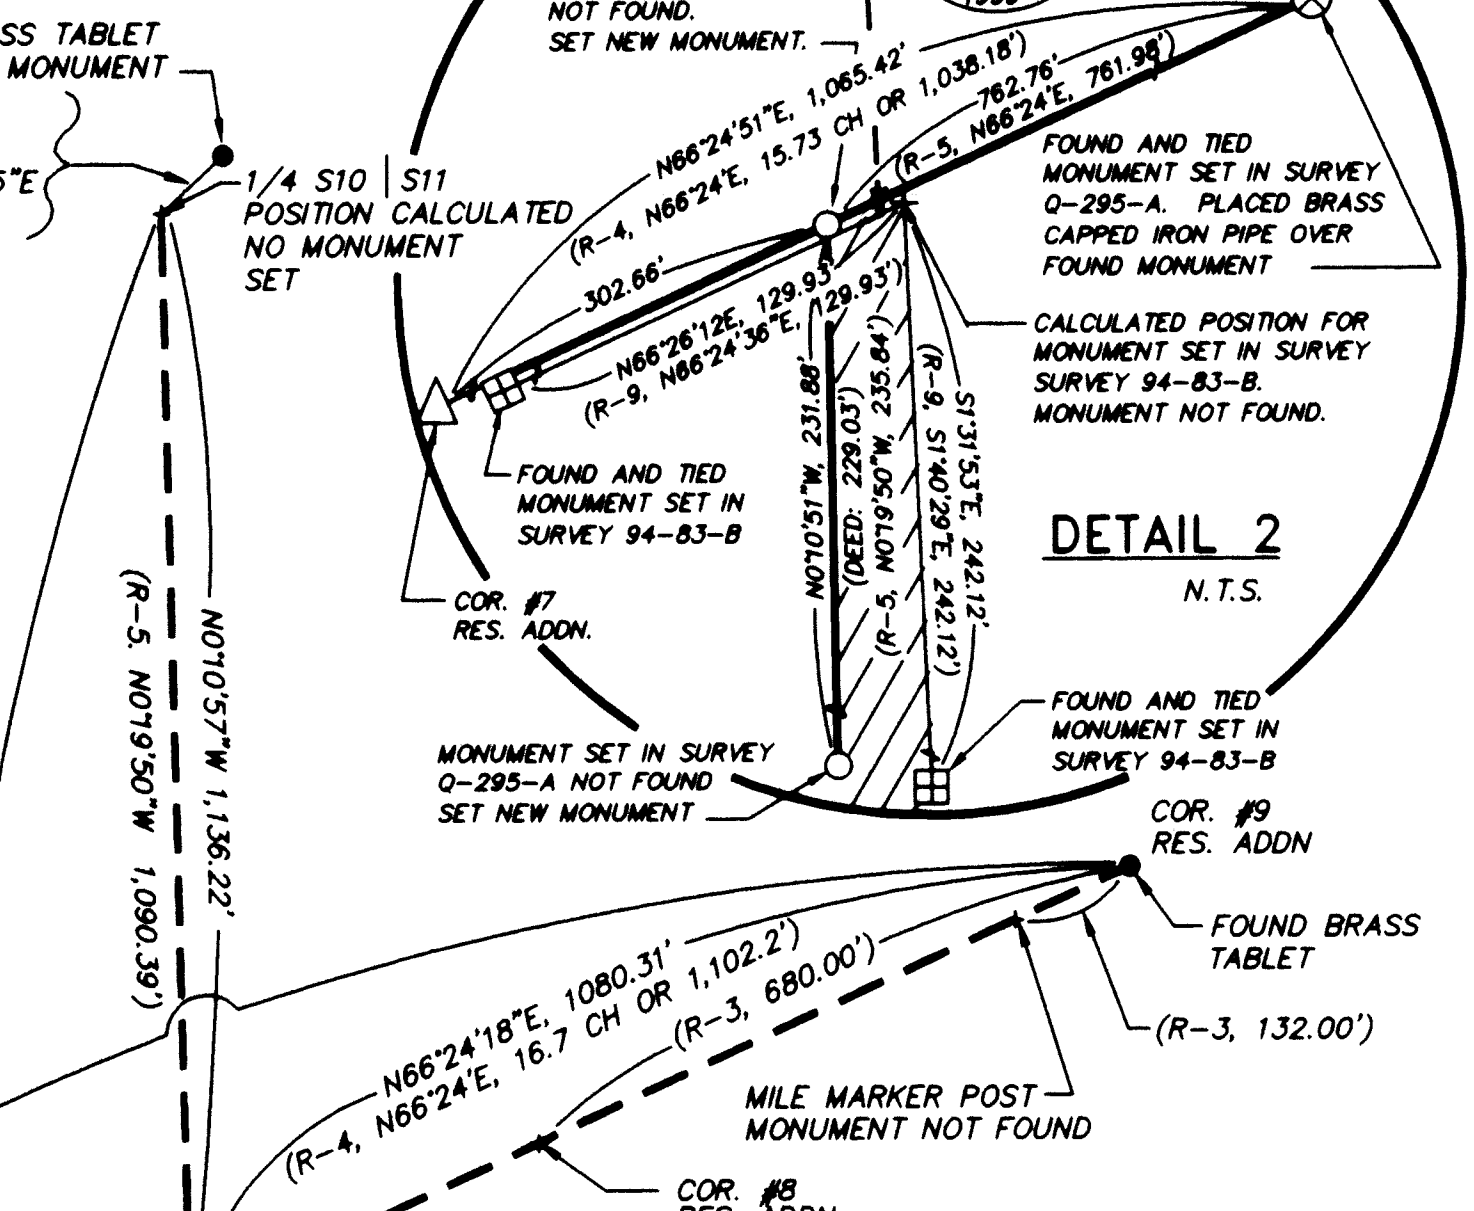 NOT FOUND.
SET NEW MONUMENT.
SS TABLET
MONUMENT
5"E
1/4 S10 | S11
POSITION CALCULATED
NO MONUMENT
SET
N66°24'51"E, 1,065.42'
(R-4, N66°24'E, 15.73 CH OR 1,038.18')
762.76'
(R-5, N66°24'E, 761.98')
302.66'
N66°26'12E, 129.93'
(R-9, N66°24'36"E, 129.93')
FOUND AND TIED
MONUMENT SET IN SURVEY
Q-295-A. PLACED BRASS
CAPPED IRON PIPE OVER
FOUND MONUMENT
CALCULATED POSITION FOR
MONUMENT SET IN SURVEY
SURVEY 94-83-B.
MONUMENT NOT FOUND.
FOUND AND TIED
MONUMENT SET IN
SURVEY 94-83-B
COR. #7
RES. ADDN.
N0°10'51"W, 231.88'
(DEED: 229.03')
(R-5, N0°19'50"W, 235.84')
(R-9, S1°40'29"E, 242.12')
S1°31'53"E, 242.12'
DETAIL 2
N.T.S.
(R-5. N0°19'50"W 1,090.39')
N0°10'57"W 1,136.22'
MONUMENT SET IN SURVEY
Q-295-A NOT FOUND
SET NEW MONUMENT
FOUND AND TIED
MONUMENT SET IN
SURVEY 94-83-B
COR. #9
RES. ADDN
FOUND BRASS
TABLET
(R-3, 132.00')
N66°24'18"E, 1080.31'
(R-4, N66°24'E, 16.7 CH OR 1,102.2')
(R-3, 680.00')
MILE MARKER POST
MONUMENT NOT FOUND
COR. #8